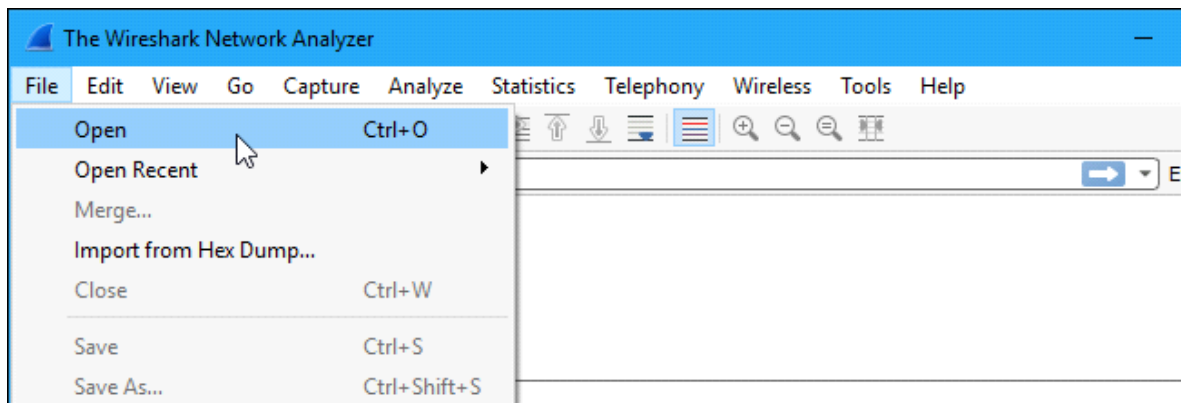 The Wireshark Network Analyzer
File Edit View Go Capture Analyze Statistics Telephony Wireless Tools Help
Open Ctrl+O
Open Recent
E
Merge...
Import from Hex Dump...
Close Ctrl+W
Save Ctrl+S
Save As... Ctrl+Shift+S